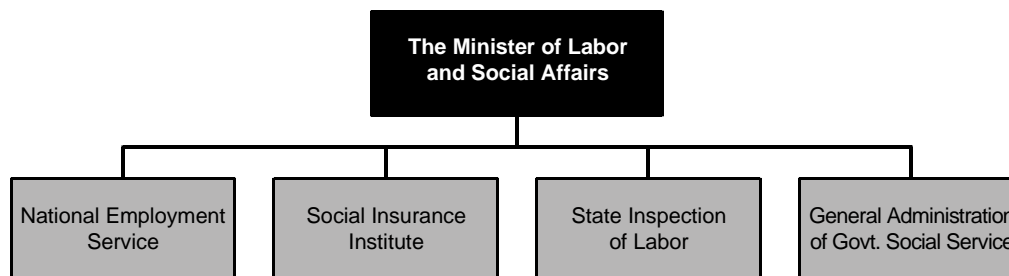 The Minister of Labor
and Social Affairs
National Employment
Service
Social Insurance
Institute
State Inspection
of Labor
General Administration
of Govt. Social Service